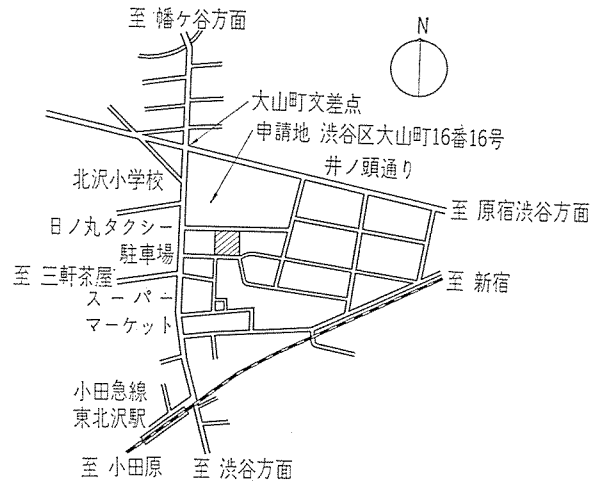 至 幡ケ谷方面
N
大山町文差点
申請地 渋谷区大山町16番16号
井ノ頭通り
北沢小学校
至 原宿渋谷方面
日ノ丸タクシー
駐車場
至 三軒茶屋
至 新宿
スーパー
マーケット
小田急線
東北沢駅
至 小田原
至 渋谷方面